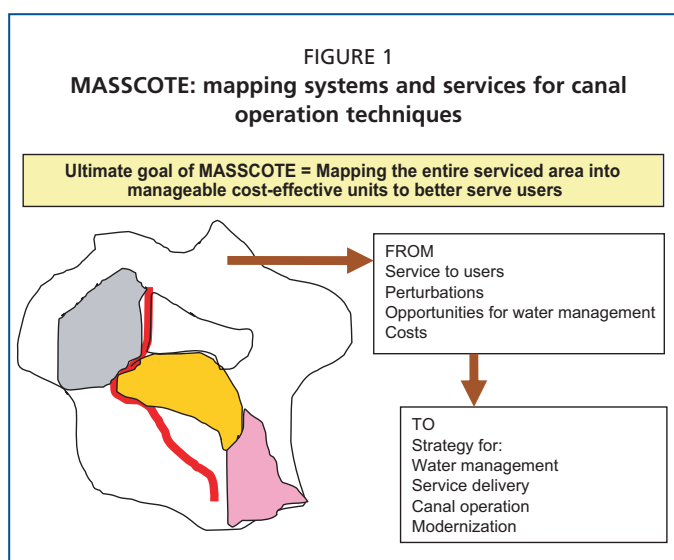 FIGURE 1
MASSCOTE: mapping systems and services for canal
operation techniques
Ultimate goal of MASSCOTE = Mapping the entire serviced area into
manageable cost-effective units to better serve users
FROM
Service to users
Perturbations
Opportunities for water management
Costs
TO
Strategy for:
Water management
Service delivery
Canal operation
Modernization